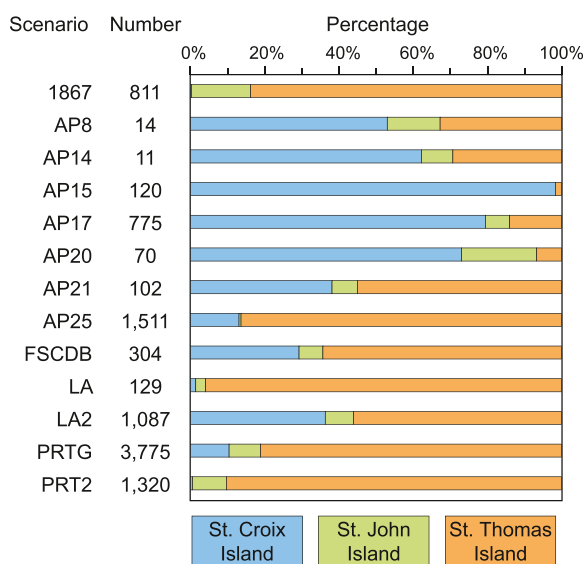 Scenario Number Percentage
0% 20% 40% 60% 80% 100%
1867 811
AP8 14
AP14 11
AP15 120
AP17 775
AP20 70
AP21 102
AP25 1,511
FSCDB 304
LA 129
LA2 1,087
PRTG 3,775
PRT2 1,320
St. Croix St. John St. Thomas
Island Island Island